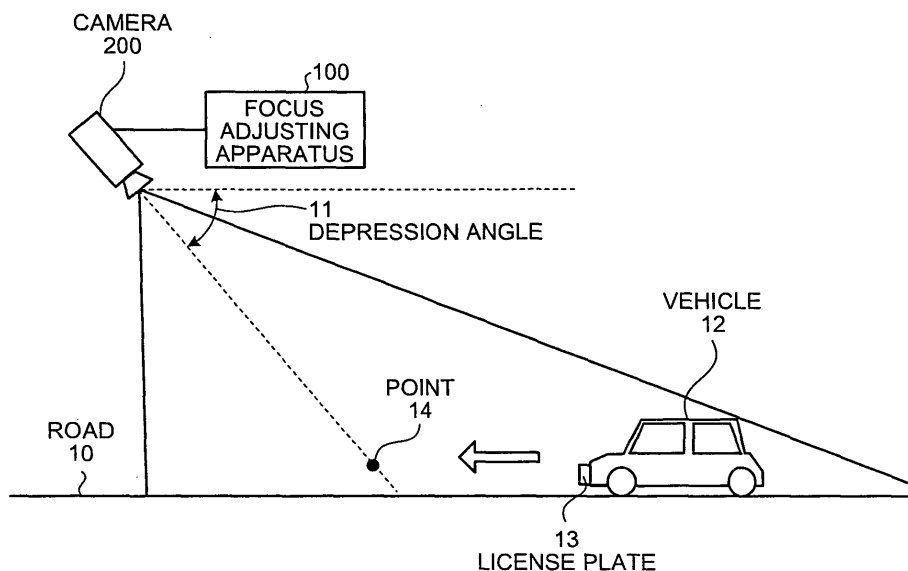 CAMERA
200
100
FOCUS
ADJUSTING
APPARATUS
11
DEPRESSION ANGLE
VEHICLE
12
POINT
14
ROAD
10
13
LICENSE PLATE